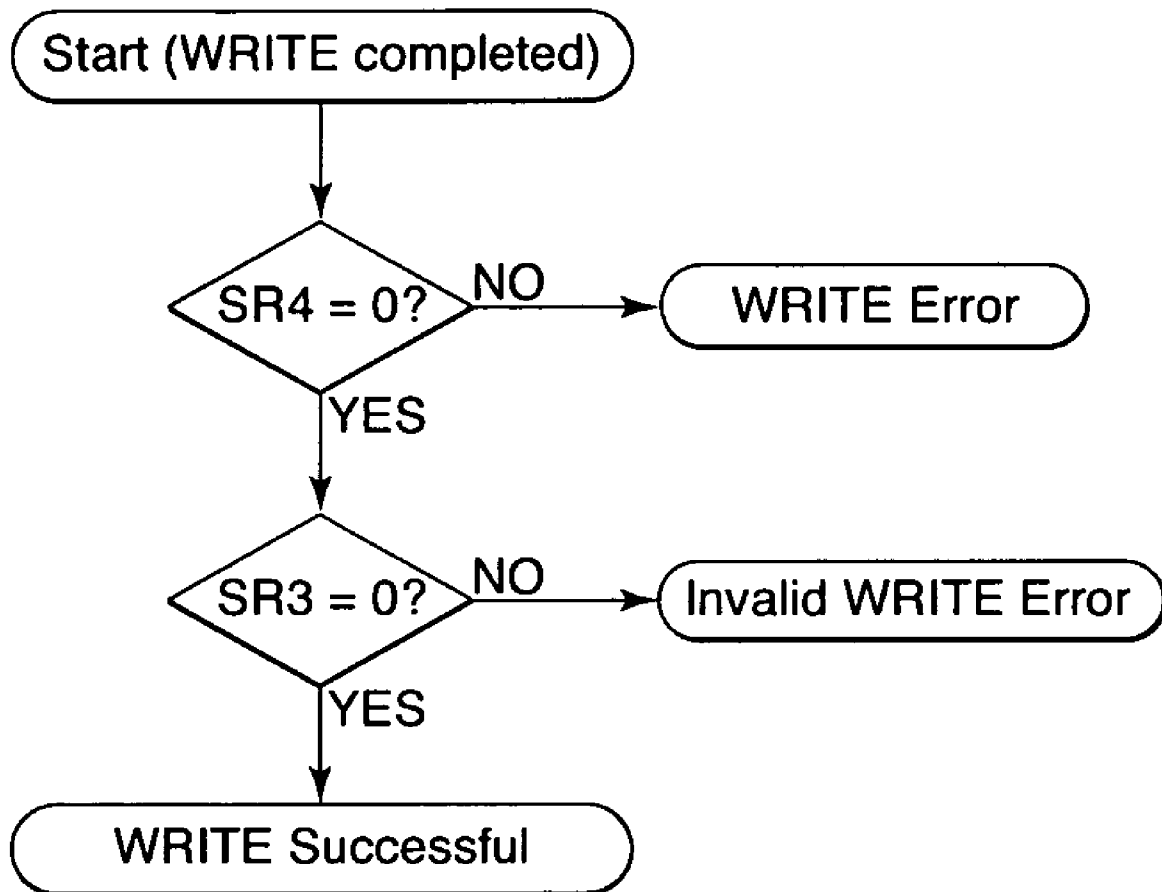 Start (WRITE completed)
SR4 = 0?
NO
WRITE Error
YES
SR3 = 0?
NO
Invalid WRITE Error
YES
WRITE Successful